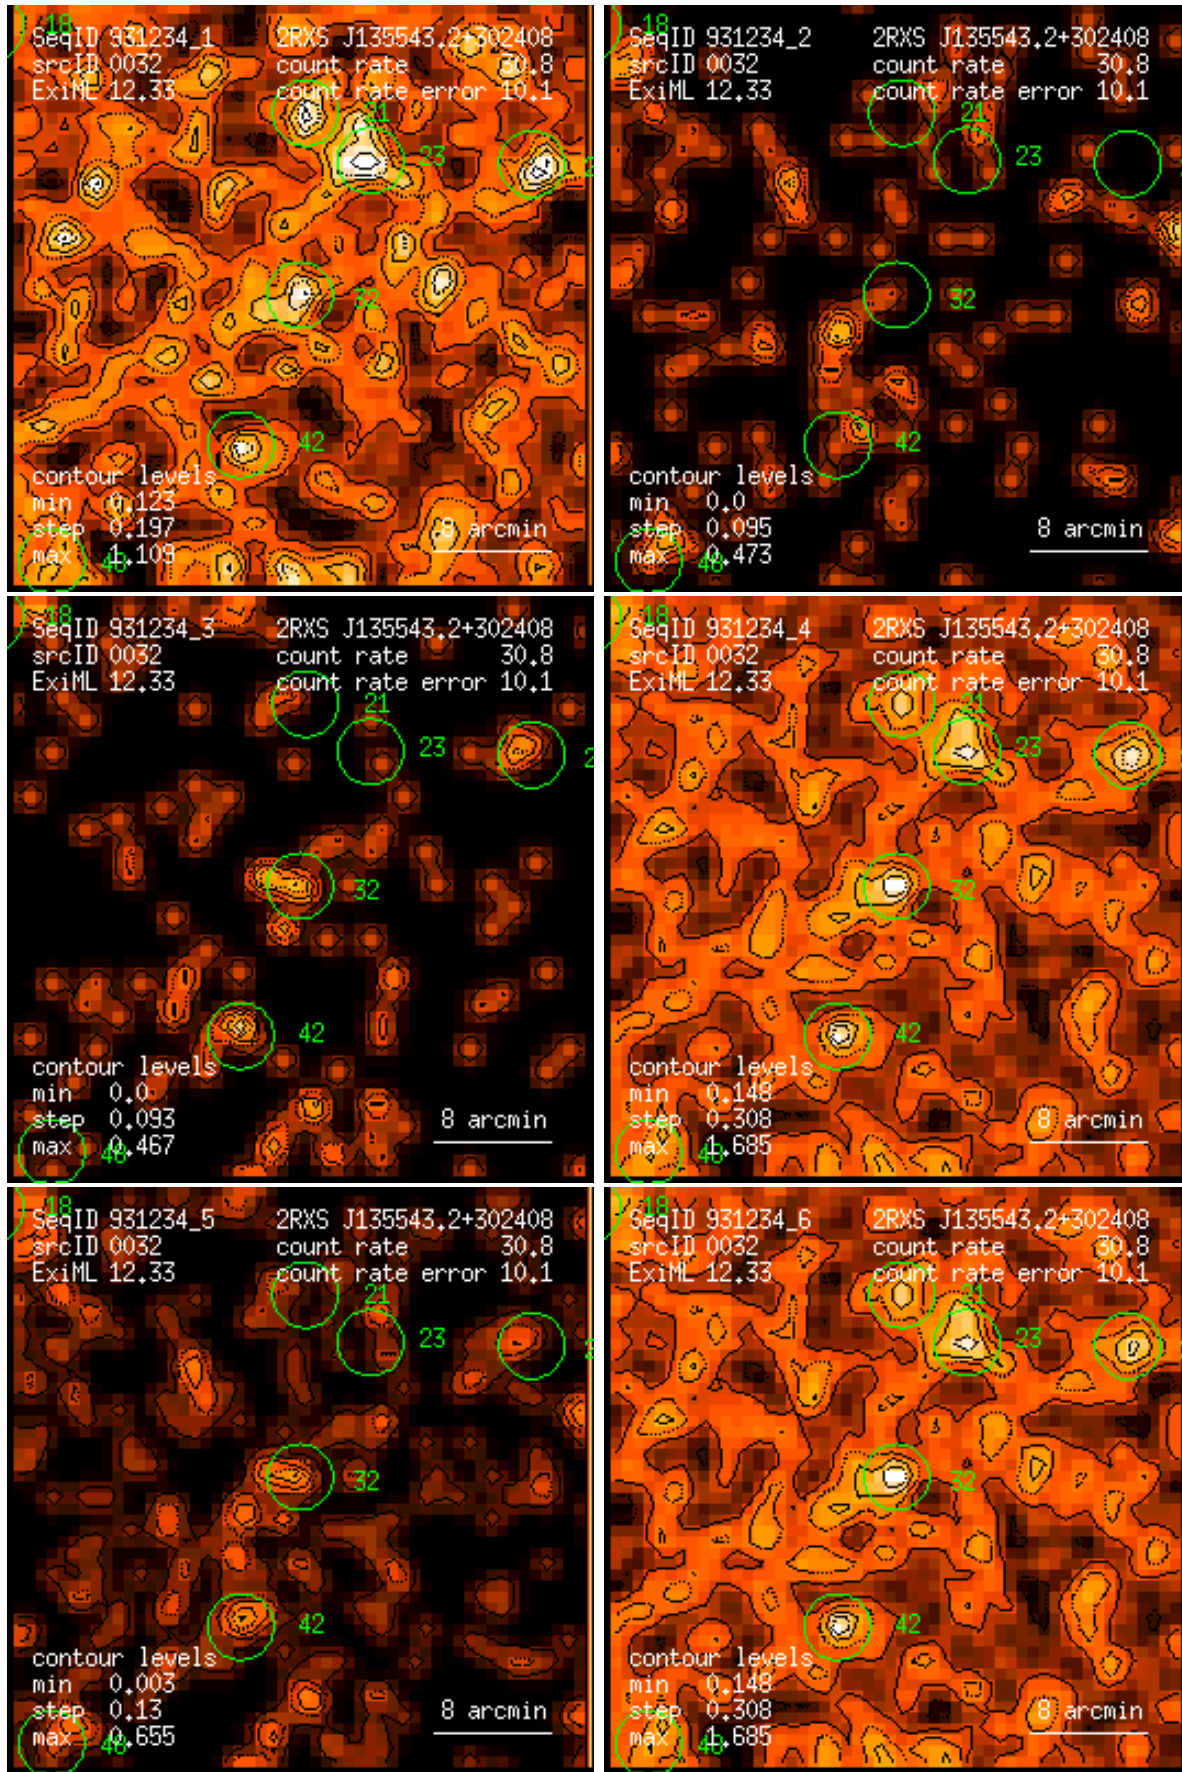 18
SeqID 931234_1 2RXS J135543.2+302408
srcID 0032 count rate 30.8
ExiML 12.33 count rate error 10.1
21
23
2
32
42
contour levels
min 0.123
step 0.197
max 1.109
8 arcmin
18
SeqID 931234_2 2RXS J135543.2+302408
srcID 0032 count rate 30.8
ExiML 12.33 count rate error 10.1
21
23
32
42
contour levels
min 0.0
step 0.095
max 0.473
8 arcmin
18
SeqID 931234_3 2RXS J135543.2+302408
srcID 0032 count rate 30.8
ExiML 12.33 count rate error 10.1
21
23
2
32
42
contour levels
min 0.0
step 0.093
max 0.467
8 arcmin
18
SeqID 931234_4 2RXS J135543.2+302408
srcID 0032 count rate 30.8
ExiML 12.33 count rate error 10.1
21
23
32
42
contour levels
min 0.148
step 0.308
max 1.685
8 arcmin
18
SeqID 931234_5 2RXS J135543.2+302408
srcID 0032 count rate 30.8
ExiML 12.33 count rate error 10.1
21
23
2
32
42
contour levels
min 0.003
step 0.13
max 0.655
8 arcmin
18
SeqID 931234_6 2RXS J135543.2+302408
srcID 0032 count rate 30.8
ExiML 12.33 count rate error 10.1
21
23
32
42
contour levels
min 0.148
step 0.308
max 1.685
8 arcmin